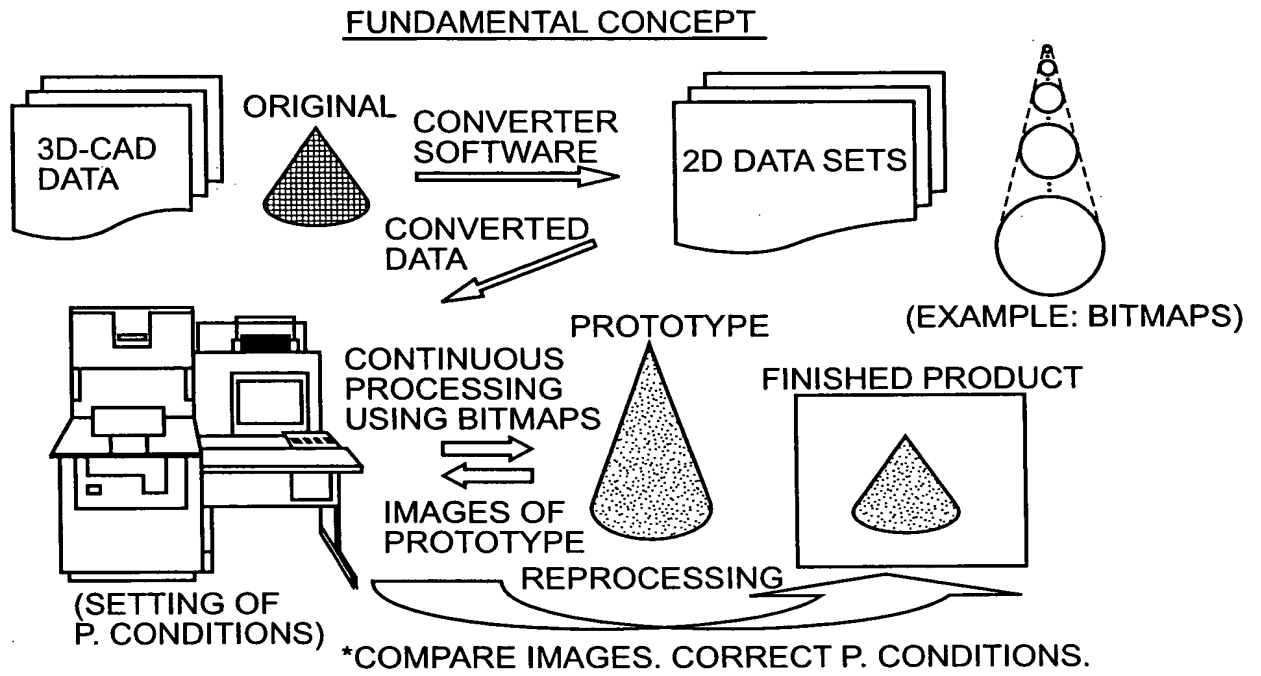 FUNDAMENTAL CONCEPT
3D-CAD
DATA
ORIGINAL
CONVERTER
SOFTWARE
2D DATA SETS
CONVERTED
DATA
(EXAMPLE: BITMAPS)
PROTOTYPE
CONTINUOUS
PROCESSING
USING BITMAPS
FINISHED PRODUCT
IMAGES OF
PROTOTYPE
REPROCESSING
(SETTING OF
P. CONDITIONS)
*COMPARE IMAGES. CORRECT P. CONDITIONS.